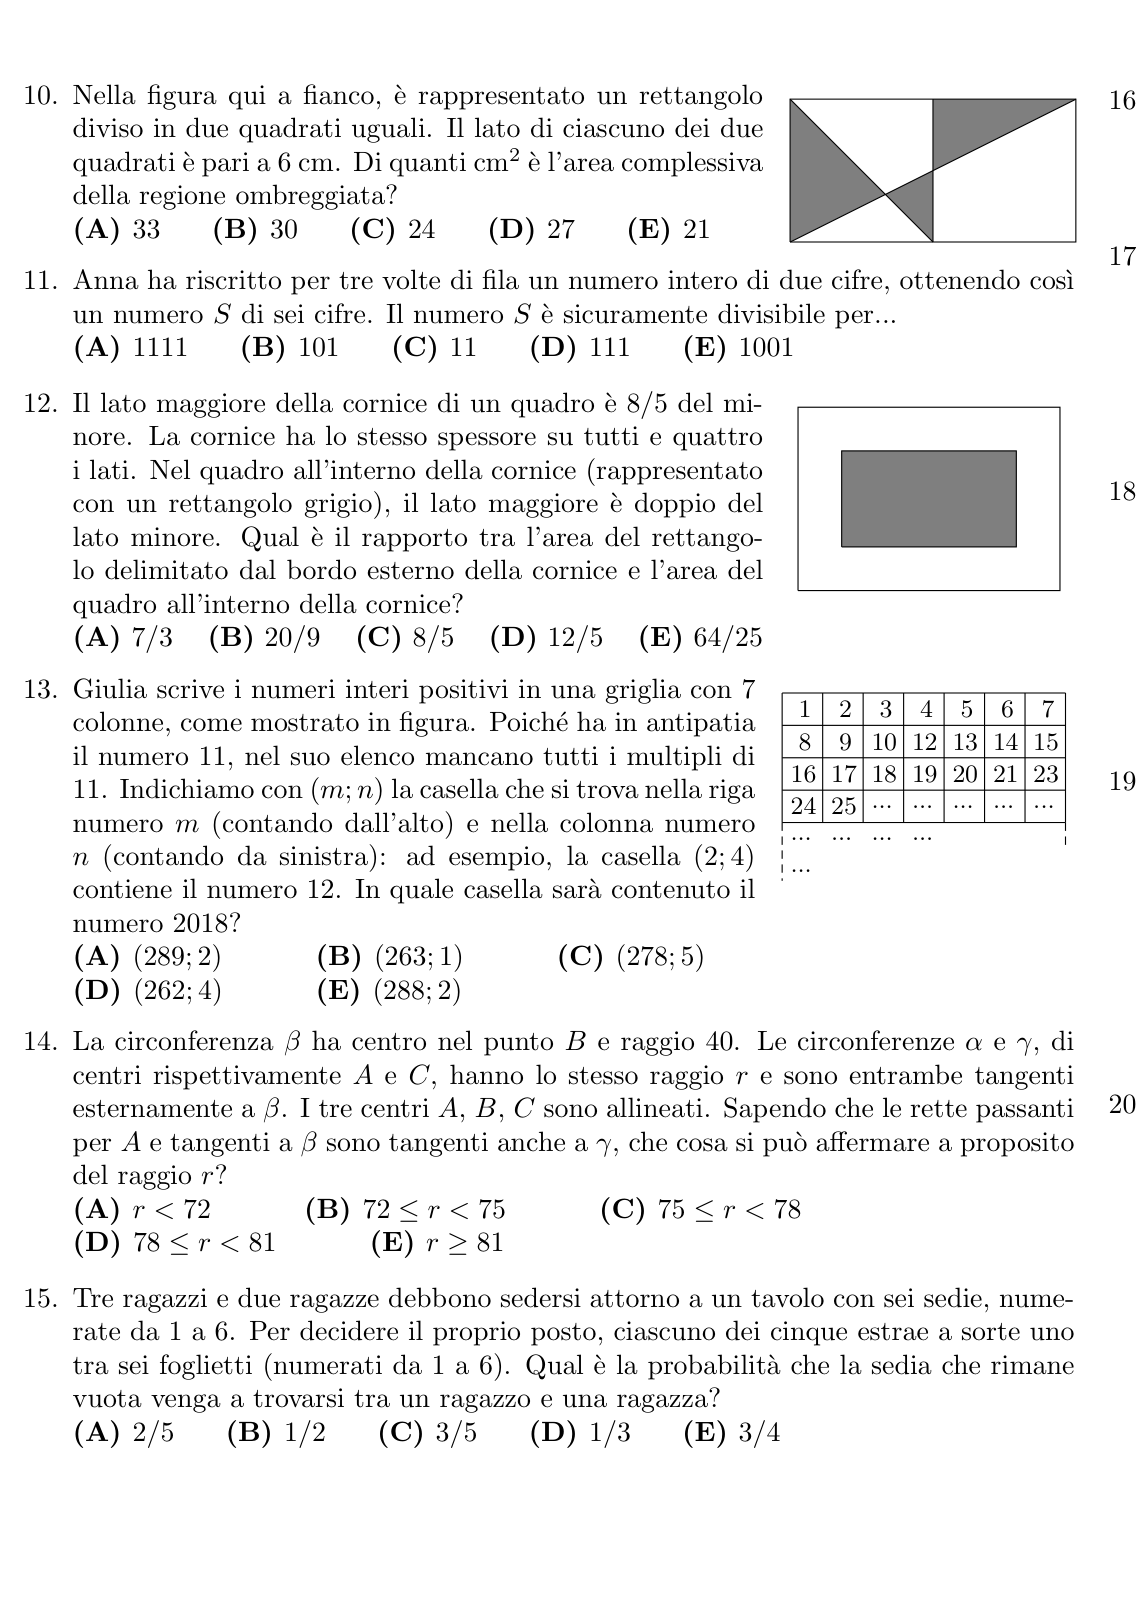 10. Nella figura qui a fianco, è rappresentato un rettangolo
diviso in due quadrati uguali. Il lato di ciascuno dei due
quadrati è pari a 6 cm. Di quanti cm² è l'area complessiva
della regione ombreggiata?
(A) 33 (B) 30 (C) 24 (D) 27 (E) 21
11. Anna ha riscritto per tre volte di fila un numero intero di due cifre, ottenendo così
un numero S di sei cifre. Il numero S è sicuramente divisibile per...
(A) 1111 (B) 101 (C) 11 (D) 111 (E) 1001
12. Il lato maggiore della cornice di un quadro è 8/5 del mi-
nore. La cornice ha lo stesso spessore su tutti e quattro
i lati. Nel quadro all'interno della cornice (rappresentato
con un rettangolo grigio), il lato maggiore è doppio del
lato minore. Qual è il rapporto tra l'area del rettango-
lo delimitato dal bordo esterno della cornice e l'area del
quadro all'interno della cornice?
(A) 7/3 (B) 20/9 (C) 8/5 (D) 12/5 (E) 64/25
13. Giulia scrive i numeri interi positivi in una griglia con 7
colonne, come mostrato in figura. Poiché ha in antipatia
il numero 11, nel suo elenco mancano tutti i multipli di
11. Indichiamo con (m; n) la casella che si trova nella riga
numero m (contando dall'alto) e nella colonna numero
n (contando da sinistra): ad esempio, la casella (2; 4)
contiene il numero 12. In quale casella sarà contenuto il
numero 2018?
(A) (289; 2) (B) (263; 1) (C) (278; 5)
(D) (262; 4) (E) (288; 2)
1 2 3 4 5 6 7
8 9 10 12 13 14 15
16 17 18 19 20 21 23
24 25 ... ... ... ... ...
... ... ... ...
...
14. La circonferenza β ha centro nel punto B e raggio 40. Le circonferenze α e γ, di
centri rispettivamente A e C, hanno lo stesso raggio r e sono entrambe tangenti
esternamente a β. I tre centri A, B, C sono allineati. Sapendo che le rette passanti
per A e tangenti a β sono tangenti anche a γ, che cosa si può affermare a proposito
del raggio r?
(A) r < 72 (B) 72 ≤ r < 75 (C) 75 ≤ r < 78
(D) 78 ≤ r < 81 (E) r ≥ 81
15. Tre ragazzi e due ragazze debbono sedersi attorno a un tavolo con sei sedie, nume-
rate da 1 a 6. Per decidere il proprio posto, ciascuno dei cinque estrae a sorte uno
tra sei foglietti (numerati da 1 a 6). Qual è la probabilità che la sedia che rimane
vuota venga a trovarsi tra un ragazzo e una ragazza?
(A) 2/5 (B) 1/2 (C) 3/5 (D) 1/3 (E) 3/4
16
17
18
19
20